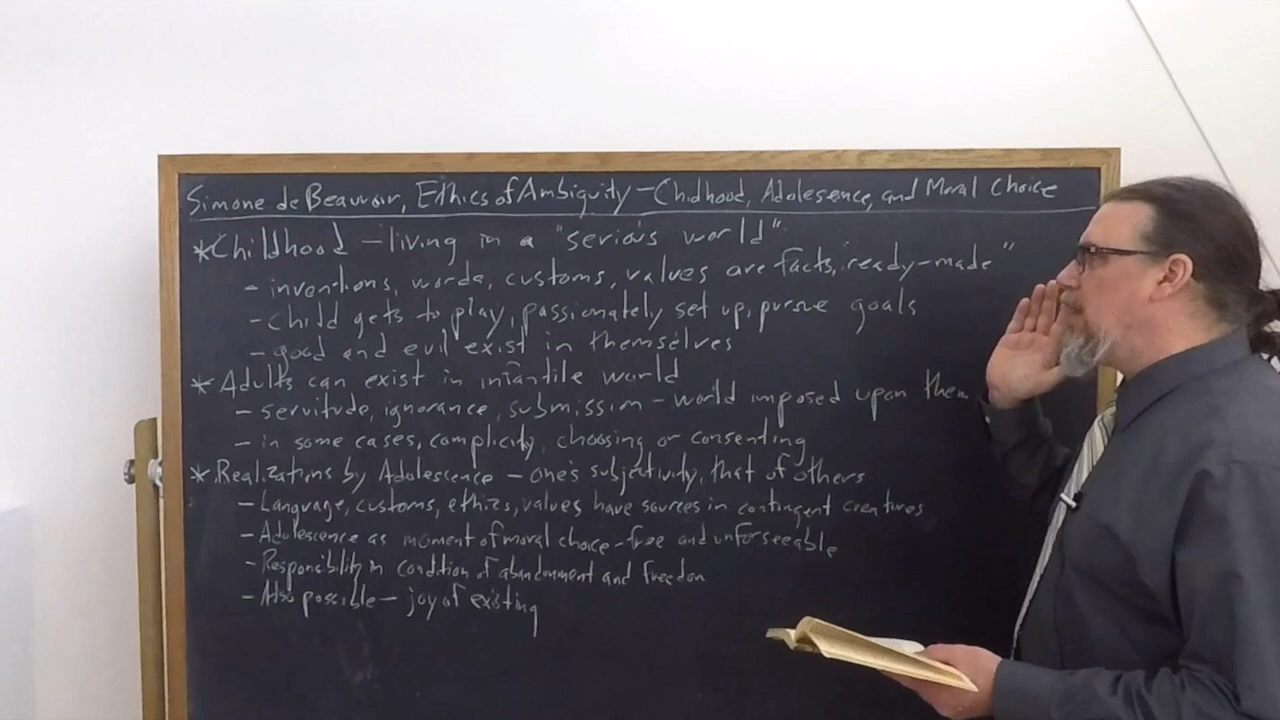 Simone de Beauvoir, Ethics of Ambiguity - Chidhood, Adolesence, and Moral Choice
*Childhood - living in a "serious world"
- inventions, words, customs, values are facts, ready-made"
- Child gets to play, passionately set up, pursue goals
- good and evil exist in themselves
* Adults can exist in infantile world
- servitude, ignorance, submission - world imposed upon them
- in some cases, complicity, choosing or consenting
* Realizations by Adolescence - one's subjectivity, that of others
- Language, customs, ethics, values have sources in contingent creatures
- Adolescence as moment of moral choice - free and unforseeable
- Responsibility in condition of abandonment and freedom
- Also possible - joy of existing